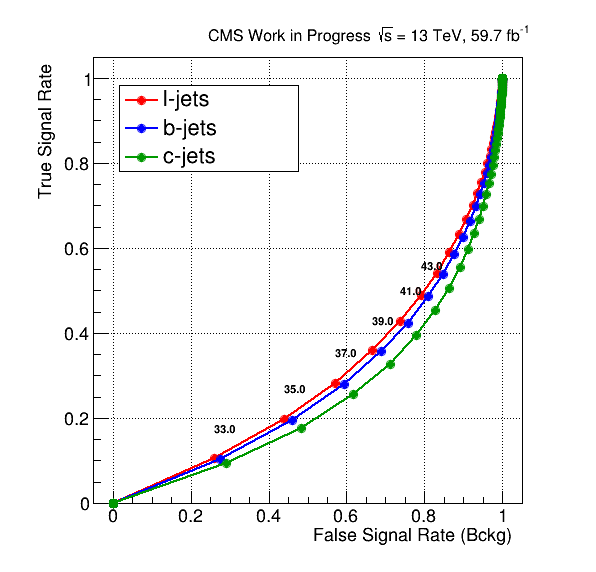 CMS Work in Progress √s = 13 TeV, 59.7 fb⁻¹
True Signal Rate
1
0.8
0.6
0.4
0.2
0
l-jets
b-jets
c-jets
43.0
41.0
39.0
37.0
35.0
33.0
0 0.2 0.4 0.6 0.8 1
False Signal Rate (Bckg)